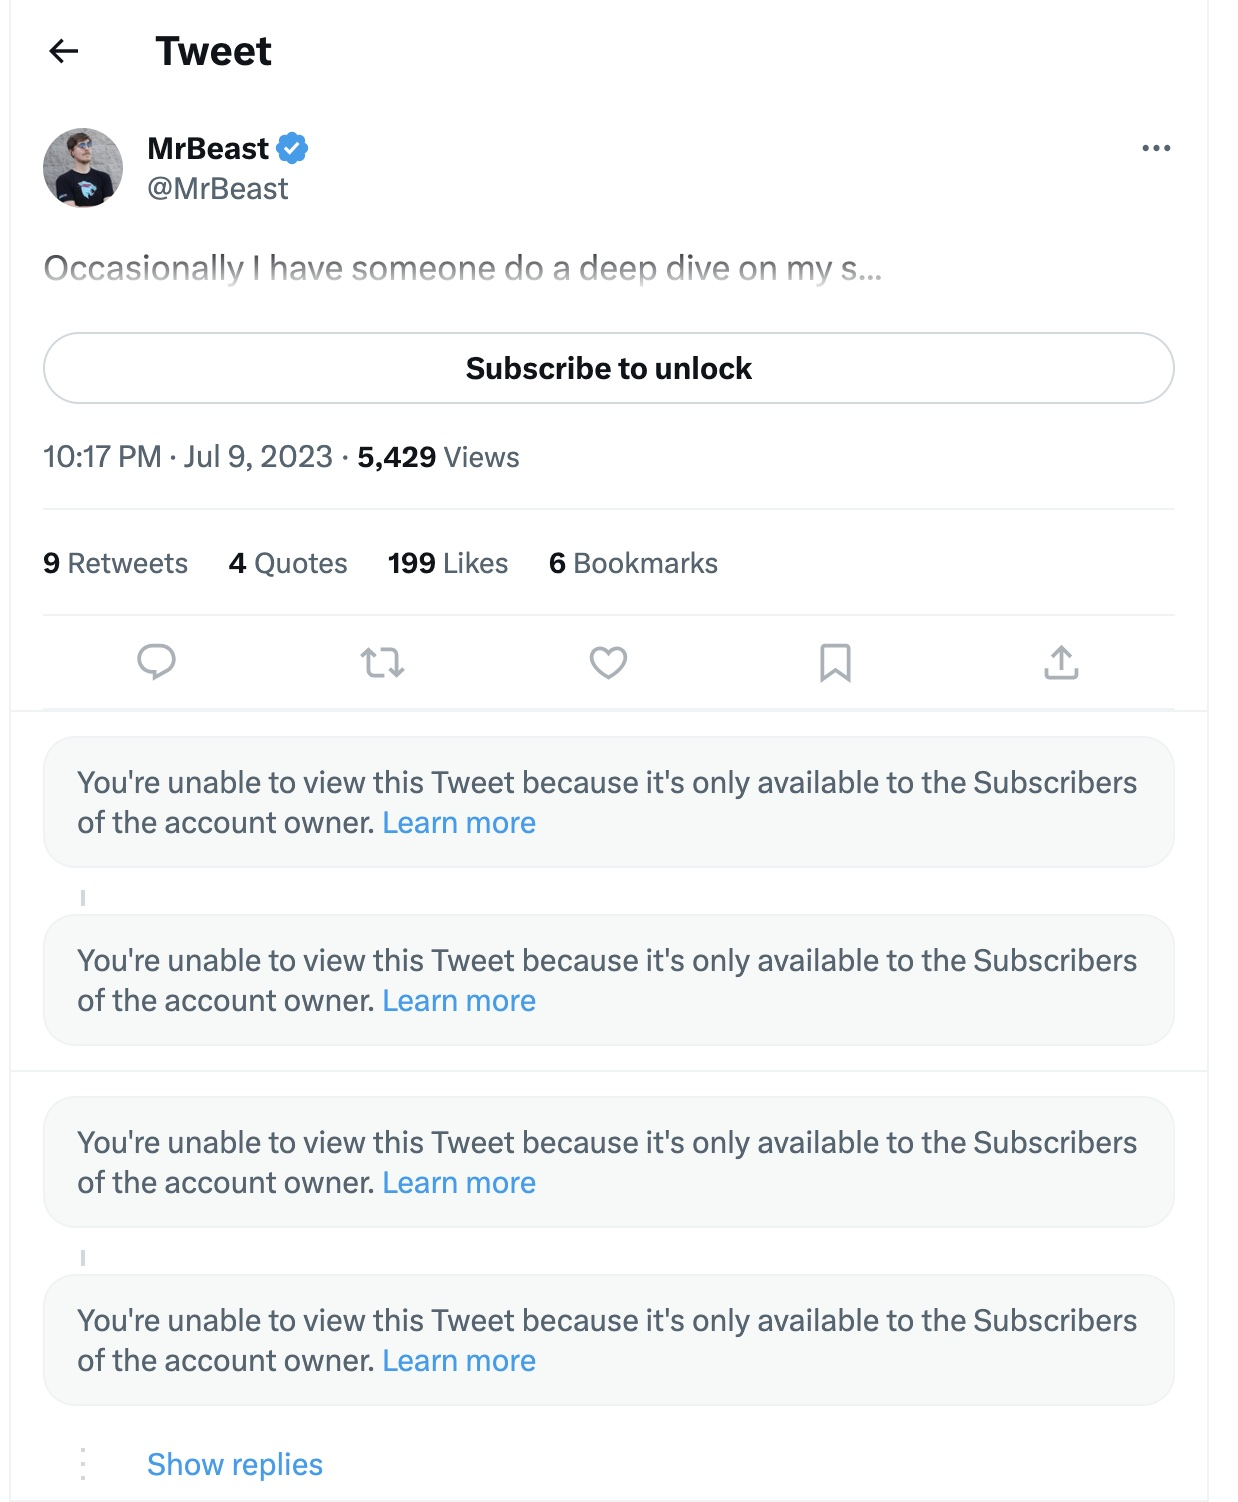 Tweet
MrBeast
@MrBeast
Occasionally I have someone do a deep dive on my s...
Subscribe to unlock
10:17 PM · Jul 9, 2023 · 5,429 Views
9 Retweets 4 Quotes 199 Likes 6 Bookmarks
You're unable to view this Tweet because it's only available to the Subscribers
of the account owner. Learn more
You're unable to view this Tweet because it's only available to the Subscribers
of the account owner. Learn more
You're unable to view this Tweet because it's only available to the Subscribers
of the account owner. Learn more
You're unable to view this Tweet because it's only available to the Subscribers
of the account owner. Learn more
Show replies